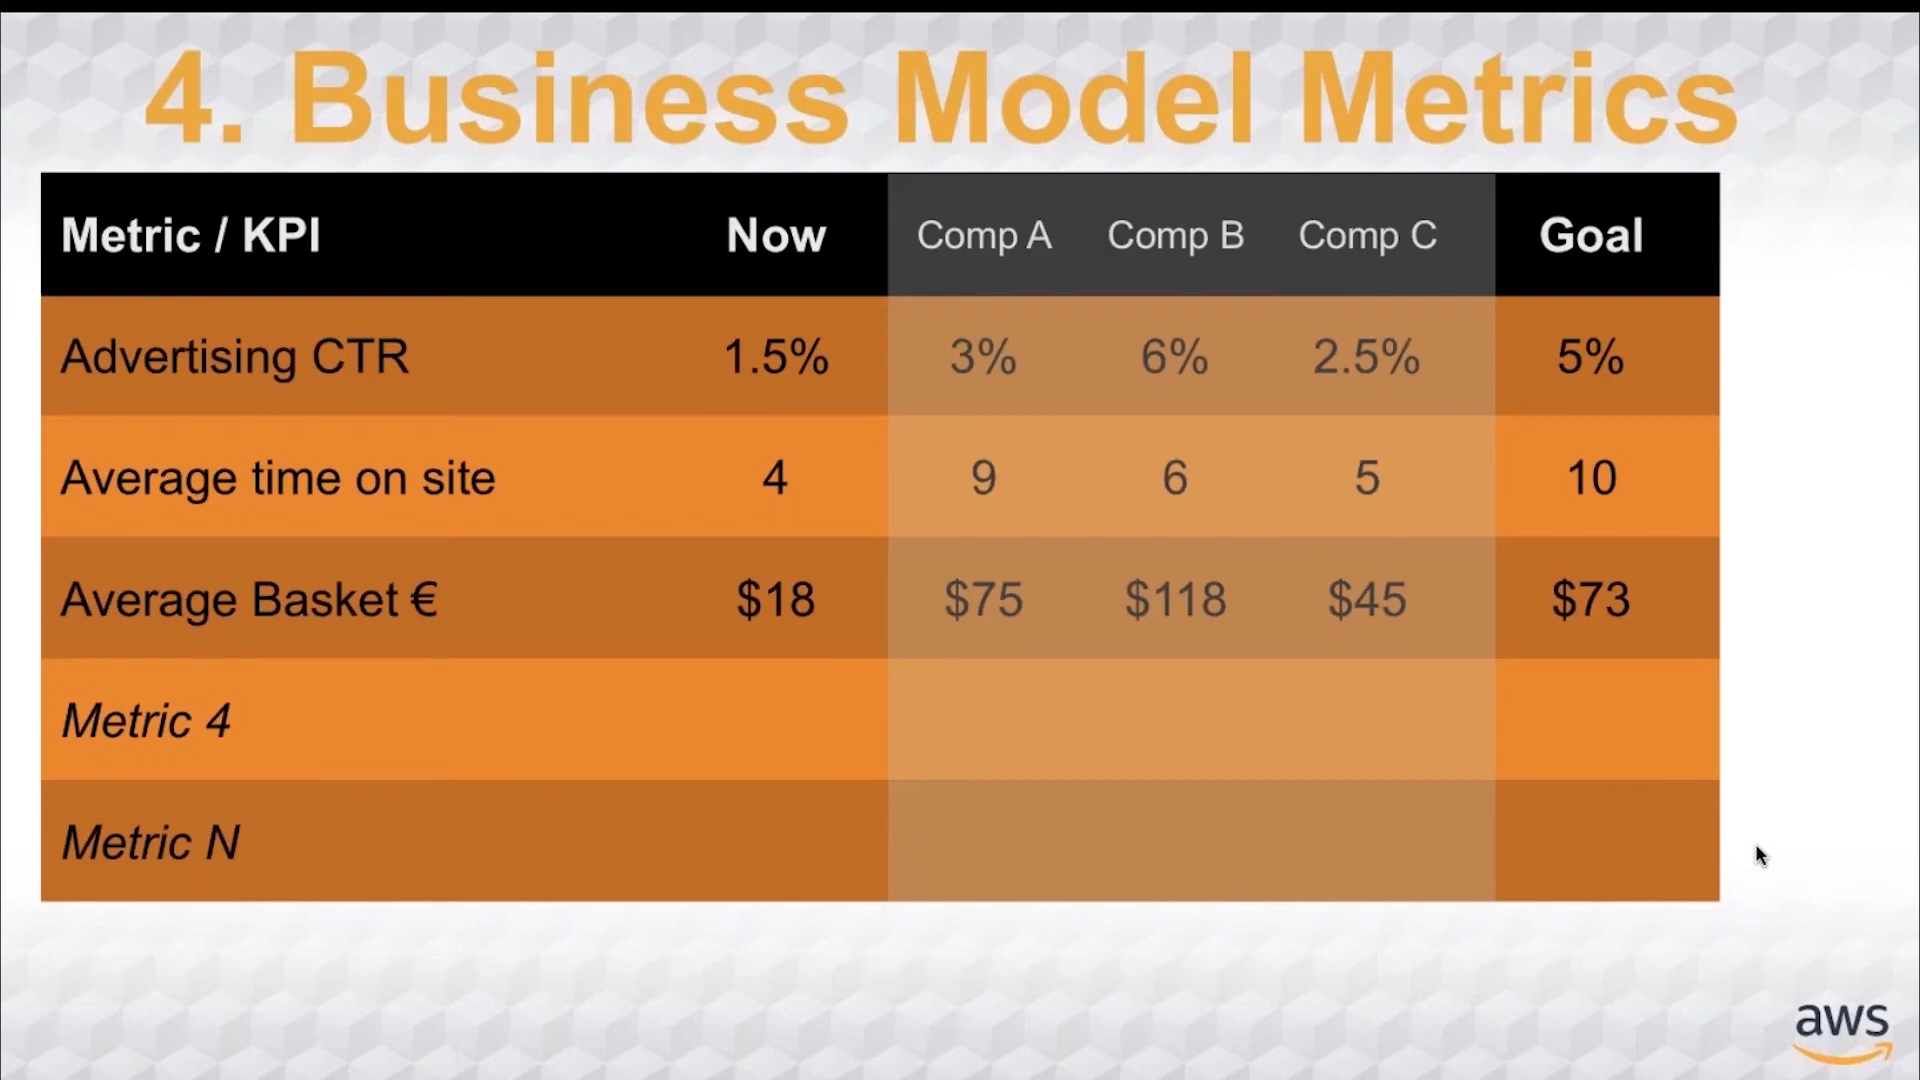 4. Business Model Metrics
Metric / KPI Now Comp A Comp B Comp C Goal
Advertising CTR 1.5% 3% 6% 2.5% 5%
Average time on site 4 9 6 5 10
Average Basket € $18 $75 $118 $45 $73
Metric 4
Metric N
aws